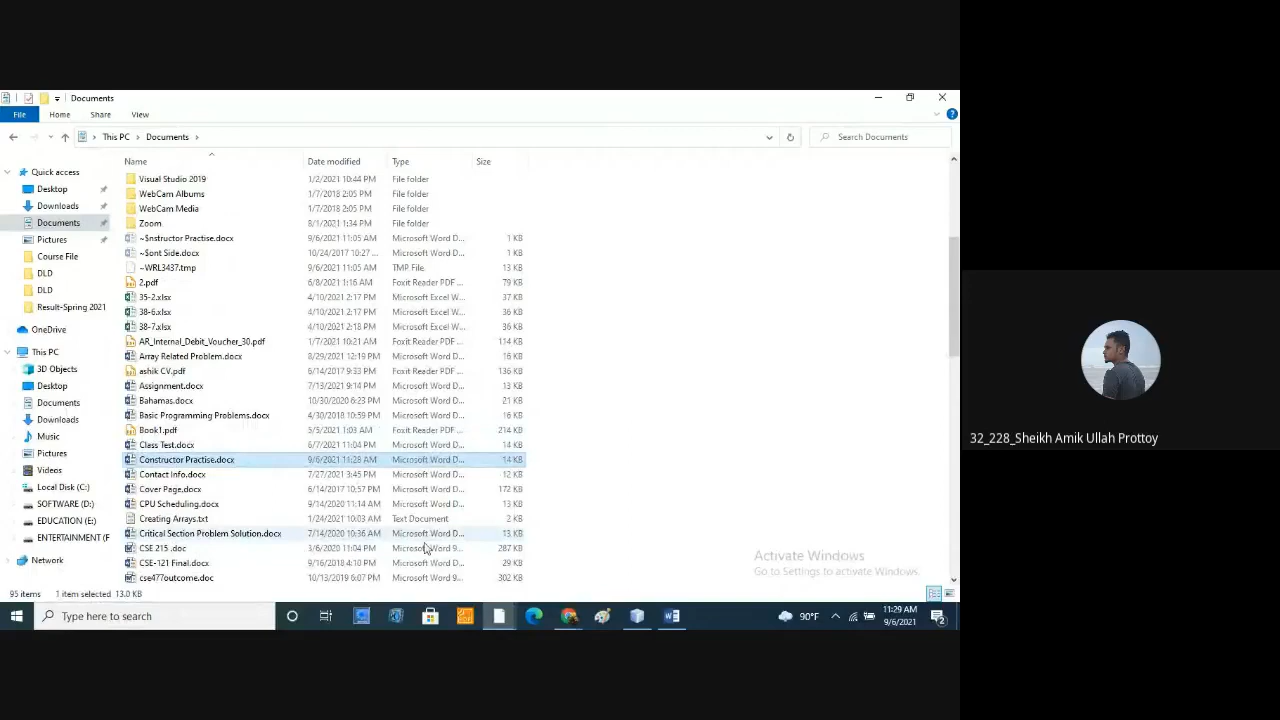 Documents
File Home Share View
This PC Documents
Search Documents
Name Date modified Type Size
Quick access
Desktop
Downloads
Documents
Pictures
Course File
DLD
DLD
Result-Spring 2021
OneDrive
This PC
3D Objects
Desktop
Documents
Downloads
Music
Pictures
Videos
Local Disk (C:)
SOFTWARE (D:)
EDUCATION (E:)
ENTERTAINMENT (F
Network
Visual Studio 2019 1/2/2021 10:44 PM File folder
WebCam Albums 1/7/2018 2:05 PM File folder
WebCam Media 1/7/2018 2:05 PM File folder
Zoom 8/1/2021 1:34 PM File folder
~$nstructor Practise.docx 9/6/2021 11:05 AM Microsoft Word D... 1 KB
~$ont Side.docx 10/24/2017 10:27 ... Microsoft Word D... 1 KB
~WRL3437.tmp 9/6/2021 11:05 AM TMP File 13 KB
2.pdf 6/8/2021 1:16 AM Foxit Reader PDF ... 79 KB
35-2.xlsx 4/10/2021 2:17 PM Microsoft Excel W... 37 KB
38-6.xlsx 4/10/2021 2:17 PM Microsoft Excel W... 36 KB
38-7.xlsx 4/10/2021 2:18 PM Microsoft Excel W... 36 KB
AR_Internal_Debit_Voucher_30.pdf 1/7/2021 10:21 AM Foxit Reader PDF ... 114 KB
Array Related Problem.docx 8/29/2021 12:19 PM Microsoft Word D... 16 KB
ashik CV.pdf 6/14/2017 9:33 PM Foxit Reader PDF ... 136 KB
Assignment.docx 7/13/2021 9:14 PM Microsoft Word D... 13 KB
Bahamas.docx 10/30/2020 6:23 PM Microsoft Word D... 21 KB
Basic Programming Problems.docx 4/30/2018 10:59 PM Microsoft Word D... 16 KB
Book1.pdf 5/5/2021 1:03 AM Foxit Reader PDF ... 214 KB
Class Test.docx 6/7/2021 11:04 PM Microsoft Word D... 14 KB
Constructor Practise.docx 9/6/2021 11:28 AM Microsoft Word D... 14 KB
Contact Info.docx 7/27/2021 3:45 PM Microsoft Word D... 12 KB
Cover Page.docx 6/14/2017 10:57 PM Microsoft Word D... 172 KB
CPU Scheduling.docx 9/14/2020 11:14 AM Microsoft Word D... 13 KB
Creating Arrays.txt 1/24/2021 10:03 AM Text Document 2 KB
Critical Section Problem Solution.docx 7/14/2020 10:36 AM Microsoft Word D... 13 KB
CSE 215 .doc 3/6/2020 11:04 PM Microsoft Word 9... 287 KB
CSE-121 Final.docx 9/16/2018 4:10 PM Microsoft Word D... 29 KB
cse477outcome.doc 10/13/2019 6:07 PM Microsoft Word 9... 302 KB
Activate Windows
Go to Settings to activate Windows.
95 items 1 item selected 13.0 KB
Type here to search
90°F
11:29 AM
9/6/2021
2
32_228_Sheikh Amik Ullah Prottoy